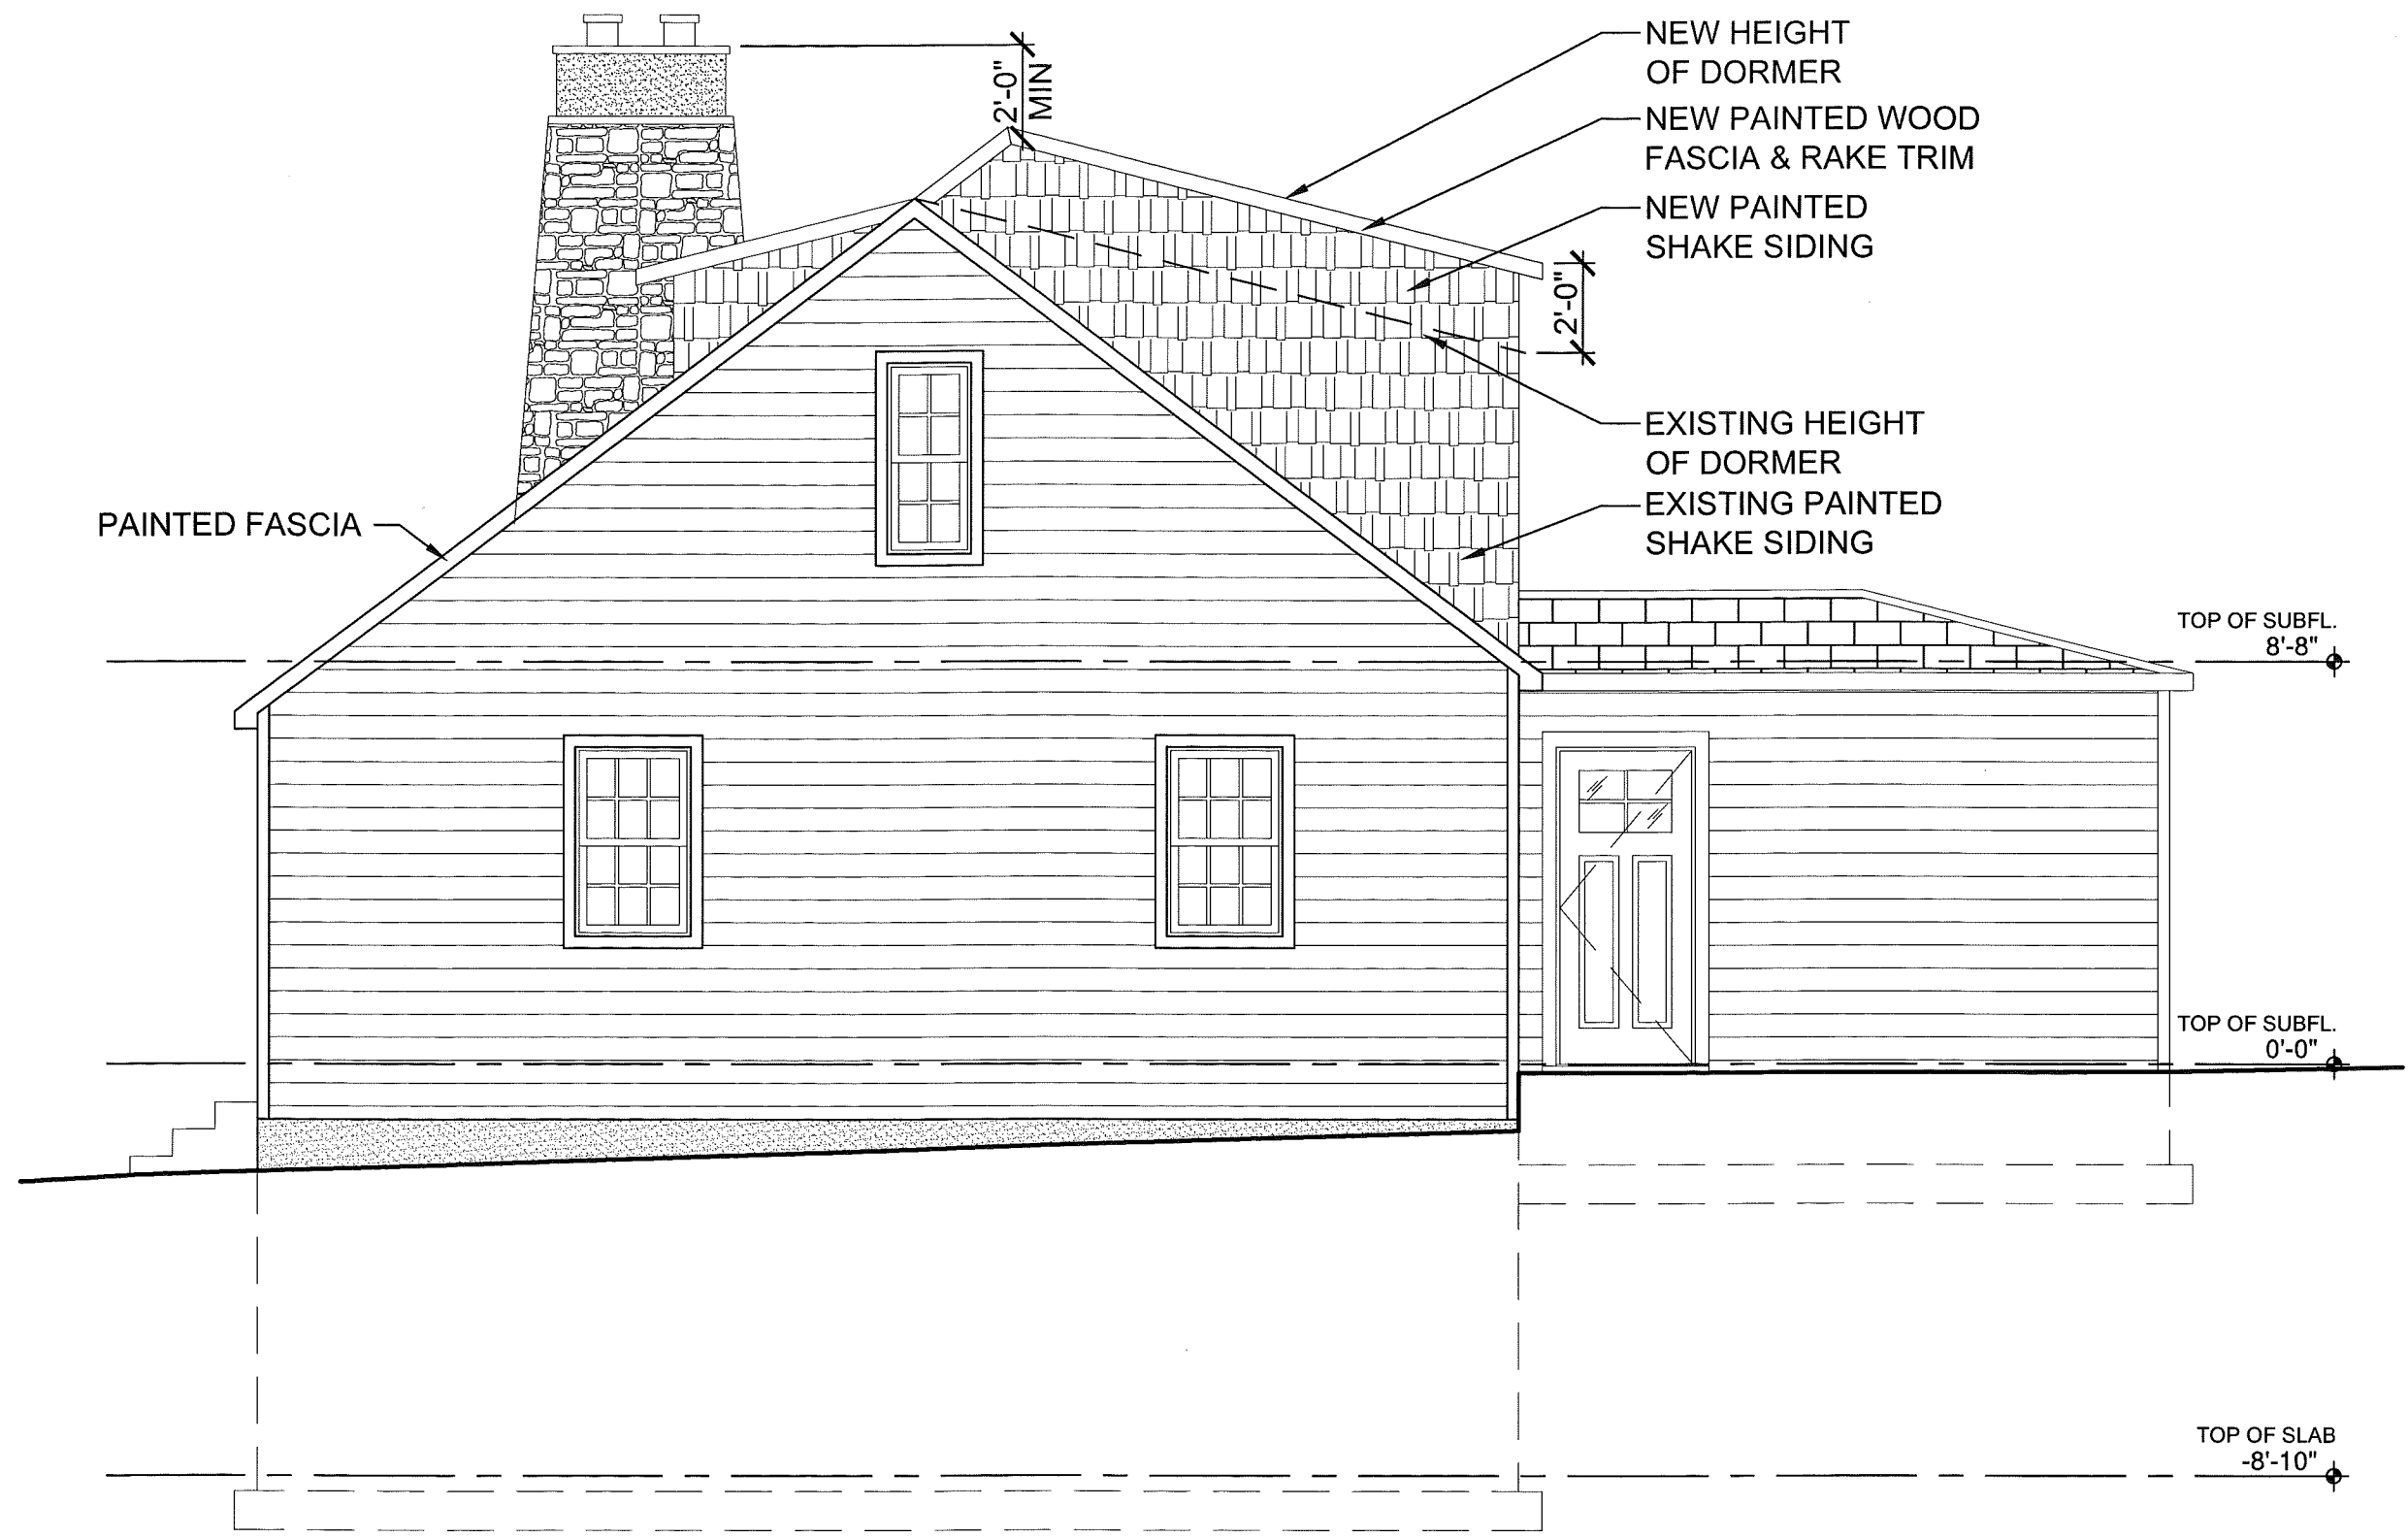 NEW HEIGHT
OF DORMER
NEW PAINTED WOOD
FASCIA & RAKE TRIM
NEW PAINTED
SHAKE SIDING
2'-0"
MIN
2'-0"
EXISTING HEIGHT
OF DORMER
EXISTING PAINTED
SHAKE SIDING
PAINTED FASCIA
TOP OF SUBFL.
8'-8"
TOP OF SUBFL.
0'-0"
TOP OF SLAB
-8'-10"